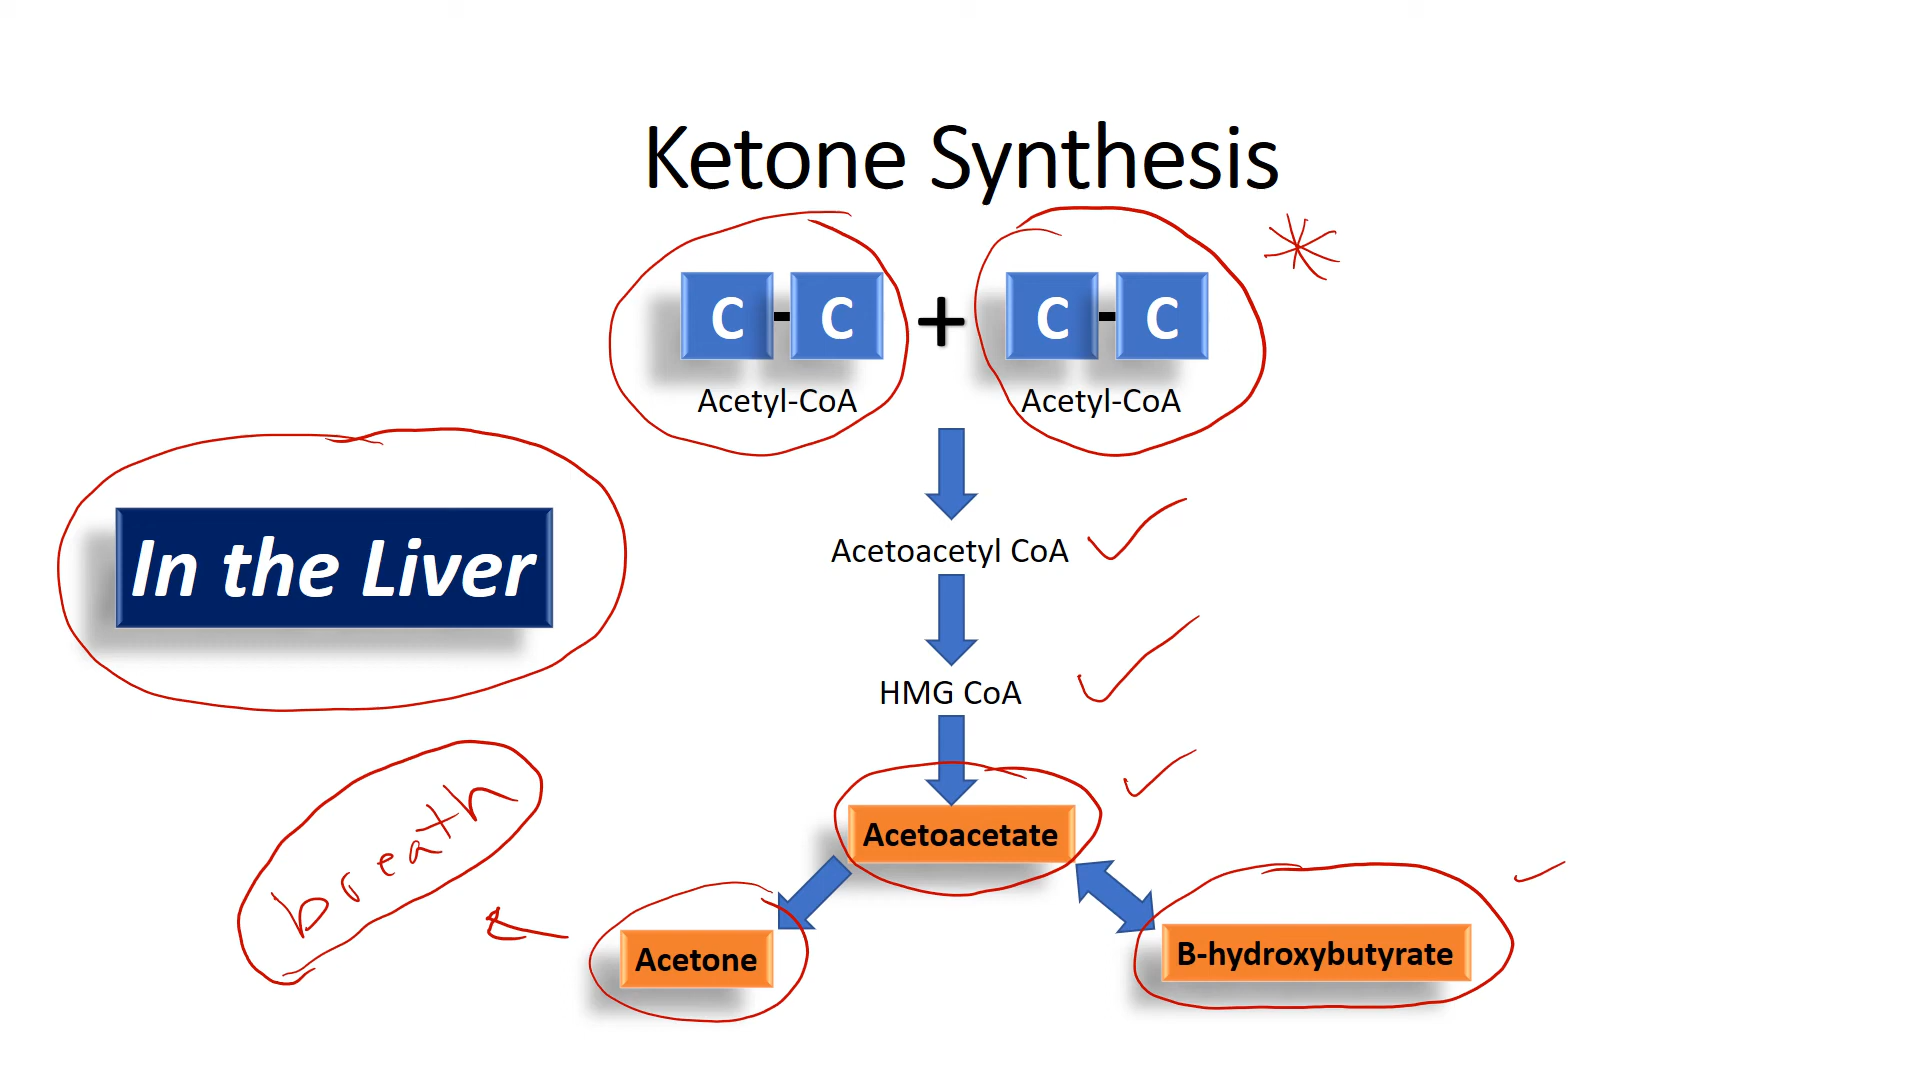 Ketone Synthesis
C - C + C - C
Acetyl-CoA Acetyl-CoA
In the Liver
Acetoacetyl CoA
HMG CoA
Acetoacetate
breath
Acetone
B-hydroxybutyrate